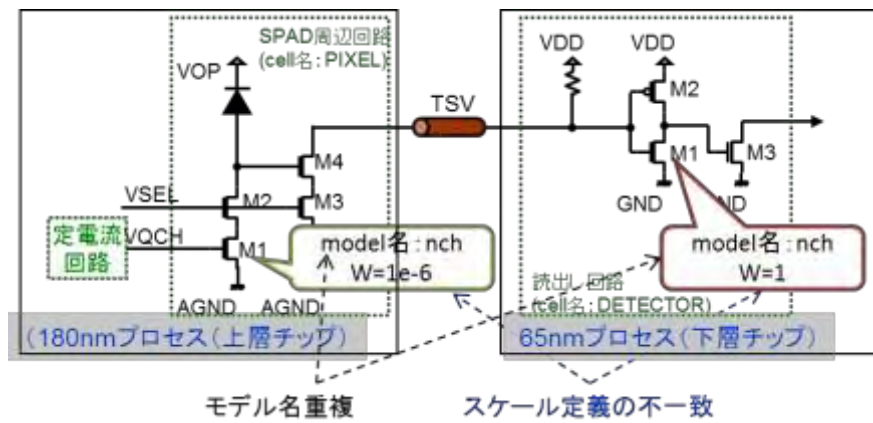 SPAD周辺回路
(cell名：PIXEL)
VOP
M4
VSEL
M2
M3
定電流
回路
VQCH
M1
model名：nch
W=1e-6
AGND
AGND
(180nmプロセス(上層チップ)
TSV
VDD
VDD
M2
M1
M3
GND
ND
model名：nch
W=1
読出し回路
(cell名：DETECTOR)
65nmプロセス(下層チップ)
モデル名重複
スケール定義の不一致